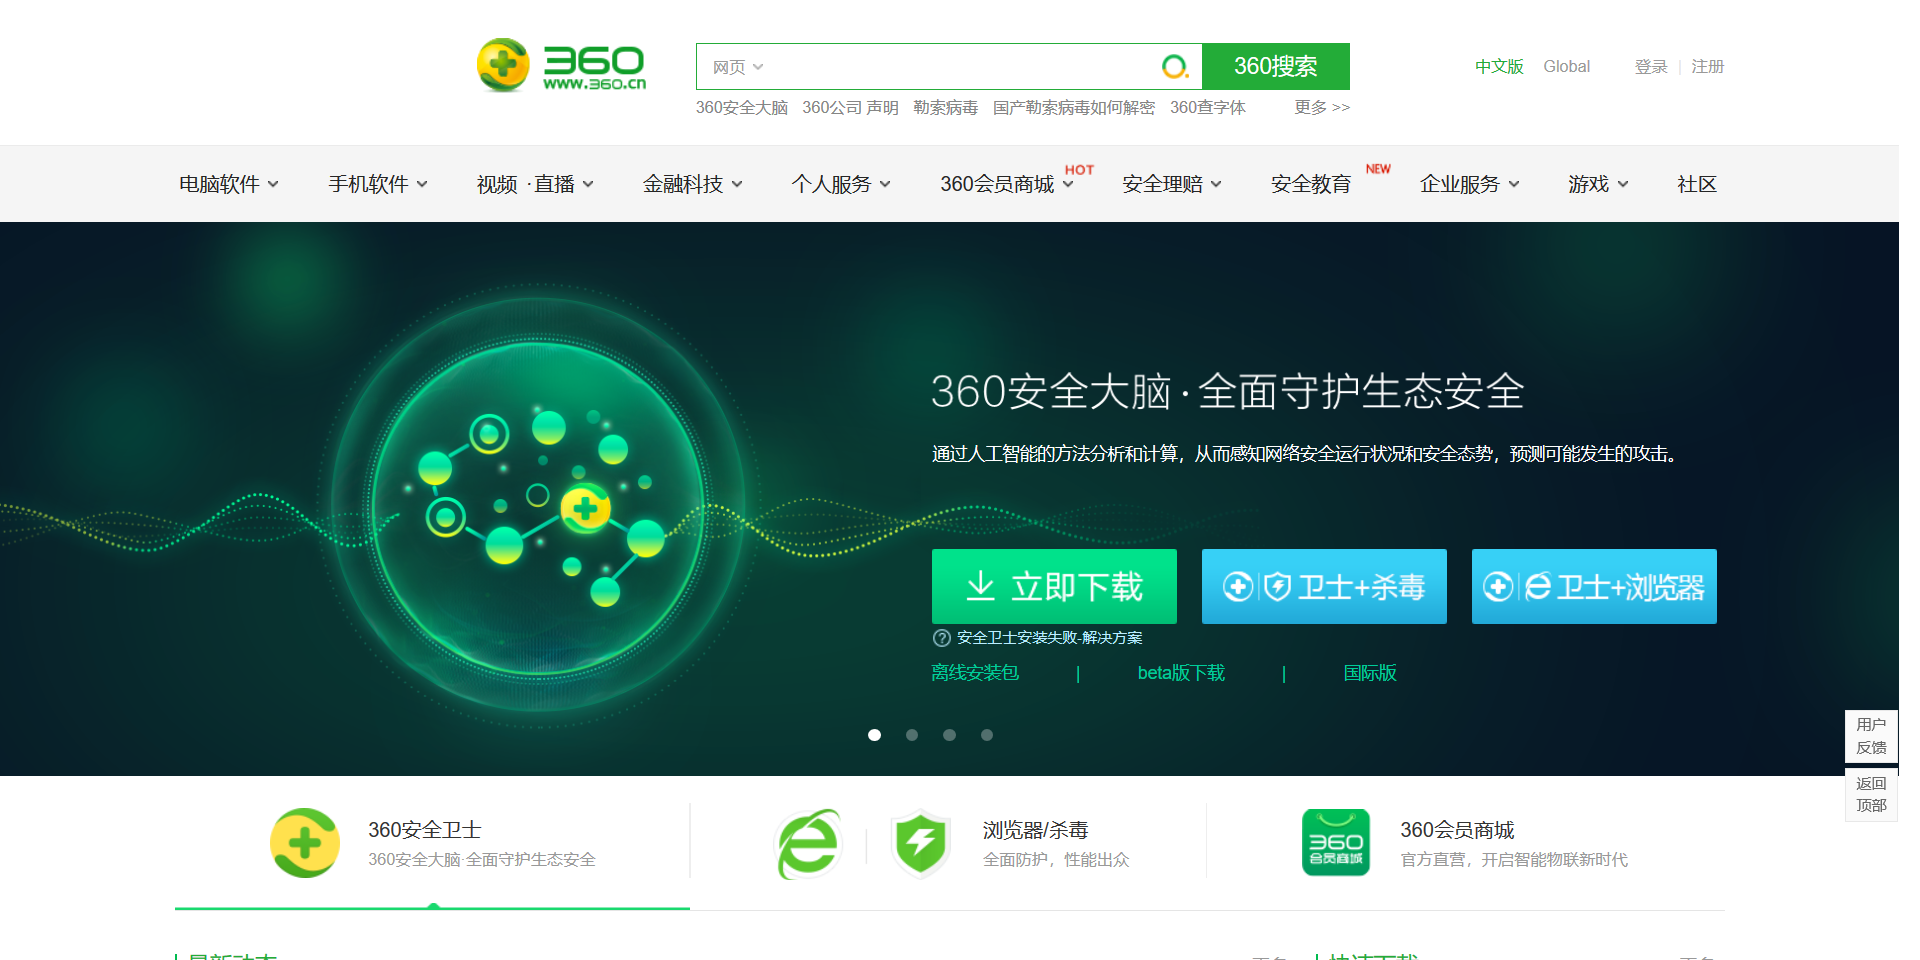 360
www.360.cn
网页
360搜索
中文版 Global 登录 | 注册
360安全大脑 360公司 声明 勒索病毒 国产勒索病毒如何解密 360查字体 更多 >>
电脑软件 手机软件 视频 ·直播 金融科技 个人服务 360会员商城 HOT 安全理赔 安全教育 NEW 企业服务 游戏 社区
360安全大脑·全面守护生态安全
通过人工智能的方法分析和计算，从而感知网络安全运行状况和安全态势，预测可能发生的攻击。
立即下载 卫士+杀毒 卫士+浏览器
安全卫士安装失败-解决方案
离线安装包 | beta版下载 | 国际版
用户
反馈
返回
顶部
360安全卫士
360安全大脑·全面守护生态安全
浏览器/杀毒
全面防护，性能出众
360
会员商城
360会员商城
官方直营，开启智能物联新时代